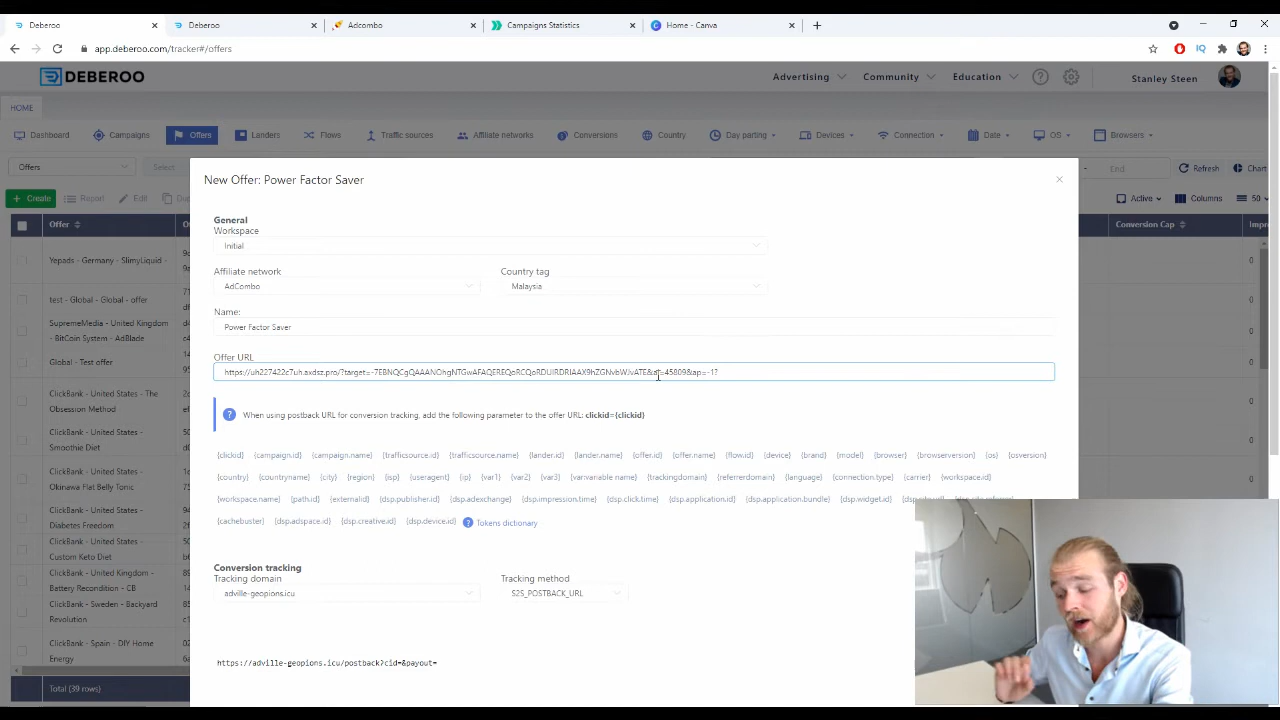 Deberoo
Deberoo
Adcombo
Campaigns Statistics
Home - Canva
app.deberoo.com/tracker#/offers
DEBEROO
Advertising
Community
Education
Stanley Steen
HOME
Dashboard
Campaigns
Offers
Landers
Flows
Traffic sources
Affiliate networks
Conversions
Country
Day parting
Devices
Connection
Date
OS
Browsers
Offers
Select
End
Refresh
Chart
+ Create
Report
Edit
Active
Columns
50
Offer
Conversion Cap
Yepads - Germany - SlimyLiquid -
test - Global - Global - offer
SupremeMedia - United Kingdom
- BitCoin System - AdBlade
Global - Test offer
ClickBank - United States -
Smoothie Diet
ClickBank - United States -
Okinawa Flat Belly Tonic
ClickBank - United States -
Diabetes Freedom
ClickBank - United States -
Custom Keto Diet
ClickBank - United Kingdom -
Battery Recondition - CB
ClickBank - Sweden - Backyard
Revolution
ClickBank - Spain - DIY Home
Energy
Total (39 rows)
New Offer: Power Factor Saver
General
Workspace
Initial
Affiliate network
Country tag
AdCombo
Malaysia
Name:
Power Factor Saver
Offer URL
When using postback URL for conversion tracking, add the following parameter to the offer URL: clickid={clickid}
{clickid} {campaign.id} {campaign.name} {trafficsource.id} {trafficsource.name} {lander.id} {lander.name} {offer.id} {offer.name} {flow.id} {device} {brand} {model} {browser} {browserversion} {os} {osversion}
{country} {countryname} {city} {region} {isp} {useragent} {ip} {var1} {var2} {var3} {var:variable name} {trackingdomain} {referrerdomain} {language} {connection.type} {carrier} {workspace.id}
{workspace.name} {path.id} {externalid} {dsp.publisher.id} {dsp.adexchange} {dsp.impression.time} {dsp.click.time} {dsp.application.id} {dsp.application.bundle} {dsp.widget.id}
{cachebuster} {dsp.adspace.id} {dsp.creative.id} {dsp.device.id} Tokens dictionary
Conversion tracking
Tracking domain
Tracking method
adville-geopions.icu
S2S_POSTBACK_URL
https://adville-geopions.icu/postback?cid=&payout=